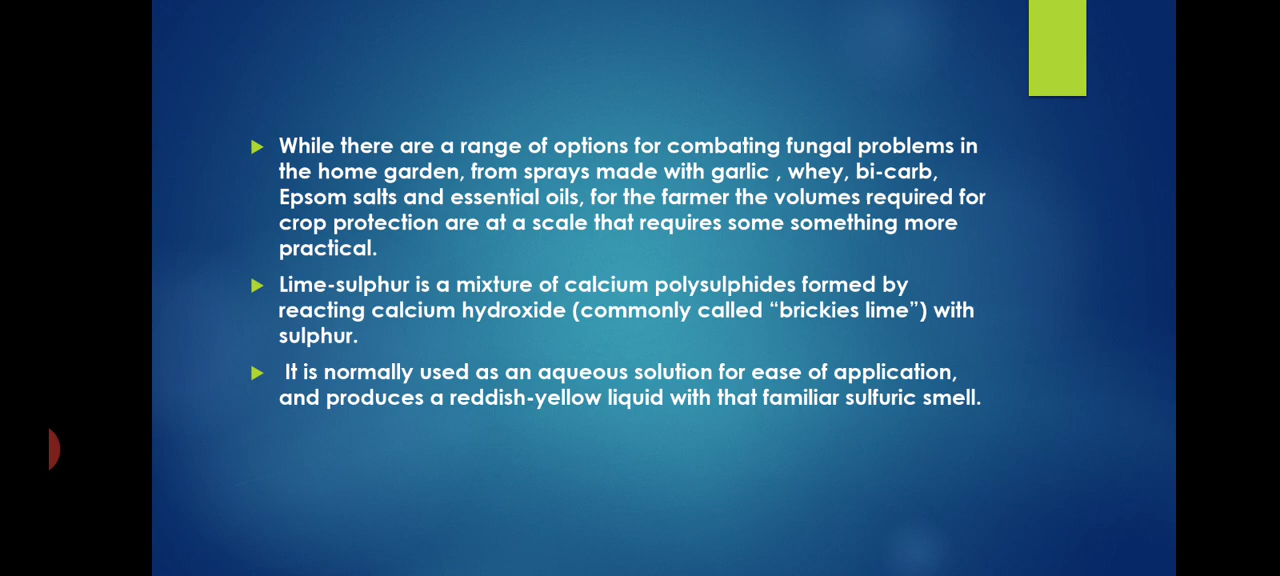 While there are a range of options for combating fungal problems in
the home garden, from sprays made with garlic , whey, bi-carb,
Epsom salts and essential oils, for the farmer the volumes required for
crop protection are at a scale that requires some something more
practical.
Lime-sulphur is a mixture of calcium polysulphides formed by
reacting calcium hydroxide (commonly called “brickies lime”) with
sulphur.
It is normally used as an aqueous solution for ease of application,
and produces a reddish-yellow liquid with that familiar sulfuric smell.